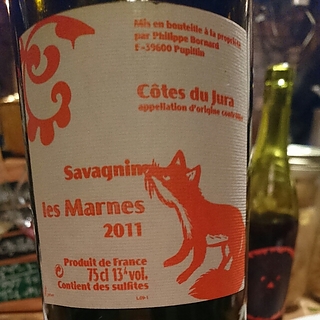 Mis en bouteille à la propriété
par Philippe Bornard
F-39600 Pupillin
Côtes du Jura
appellation d'origine contrôlée
Savagnin
les Marnes
2011
Produit de France
75cl 13%vol.
Contient des sulfites